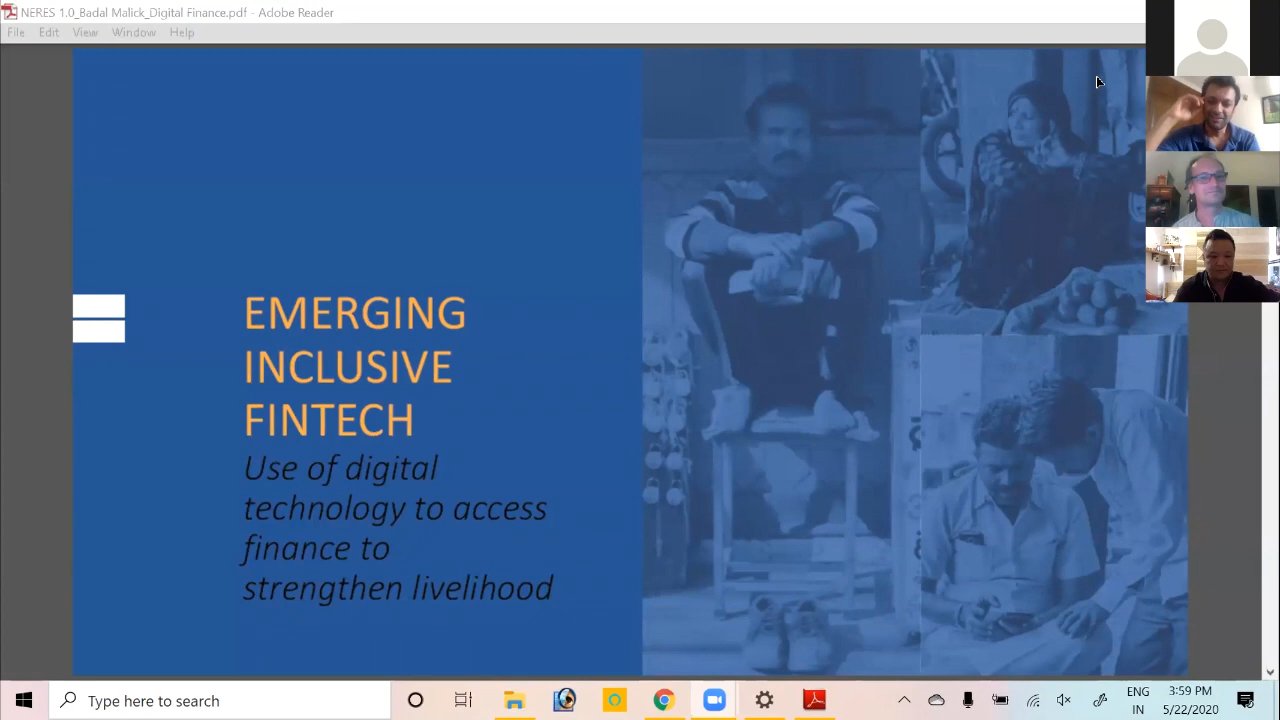 NERES 1.0_Badal Malick_Digital Finance.pdf - Adobe Reader
File Edit View Window Help
EMERGING
INCLUSIVE
FINTECH
Use of digital
technology to access
finance to
strengthen livelihood
Type here to search
ENG
IN
3:59 PM
5/22/2020